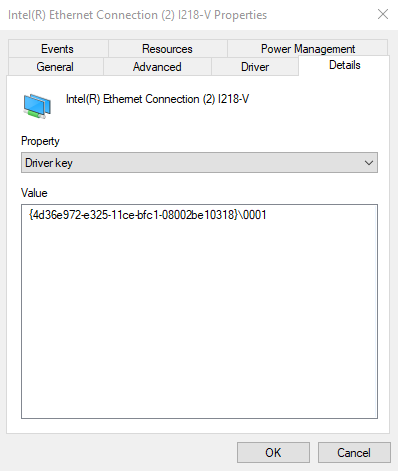 Intel(R) Ethernet Connection (2) I218-V Properties
Events Resources Power Management
General Advanced Driver Details
Intel(R) Ethernet Connection (2) I218-V
Property
Driver key
Value
{4d36e972-e325-11ce-bfc1-08002be10318}\0001
OK Cancel